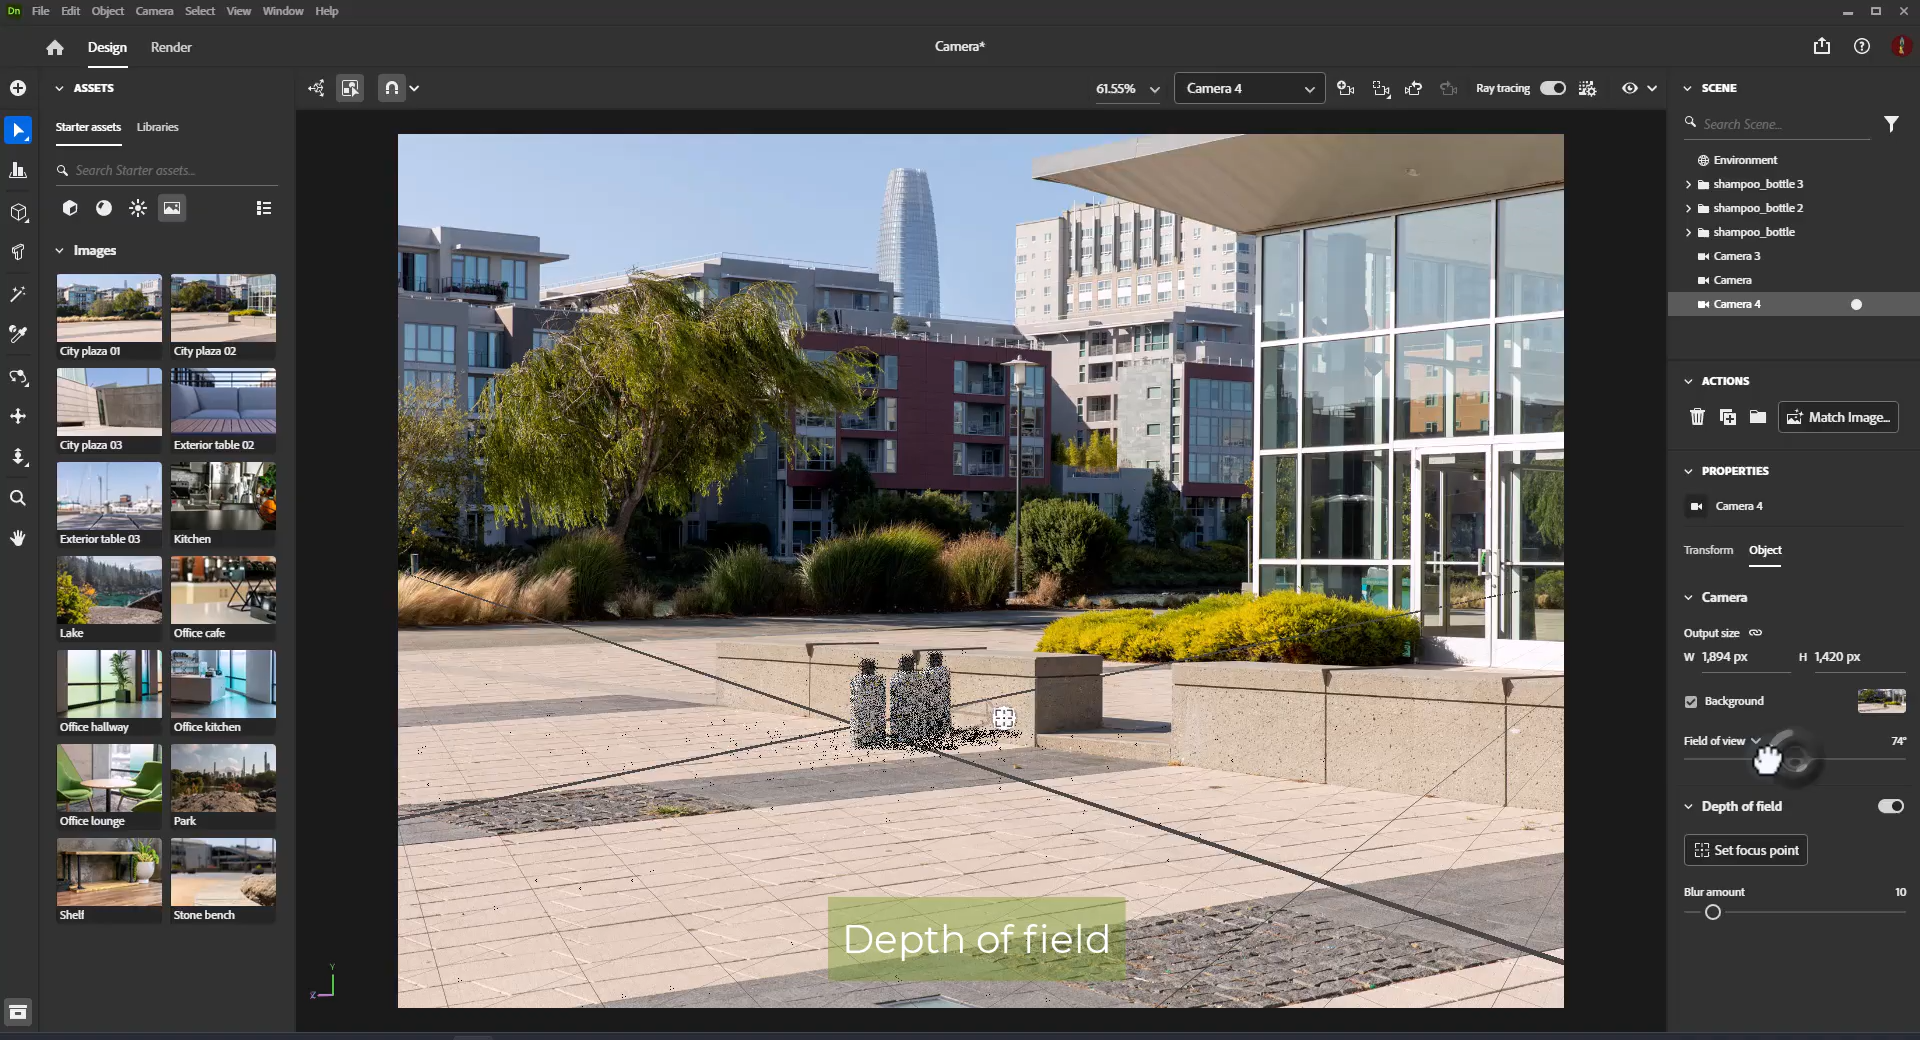 Dn File Edit Object Camera Select View Window Help
Design Render
Camera*
ASSETS
Starter assets Libraries
Search Starter assets...
Images
City plaza 01
City plaza 02
City plaza 03
Exterior table 02
Exterior table 03
Kitchen
Lake
Office cafe
Office hallway
Office kitchen
Office lounge
Park
Shelf
Stone bench
61.55%
Camera 4
Ray tracing
Y
Z
Depth of field
SCENE
Search Scene...
Environment
shampoo_bottle 3
shampoo_bottle 2
shampoo_bottle
Camera 3
Camera
Camera 4
ACTIONS
Match Image...
PROPERTIES
Camera 4
Transform Object
Camera
Output size
W 1,894 px H 1,420 px
Background
Field of view 74°
Depth of field
Set focus point
Blur amount 10